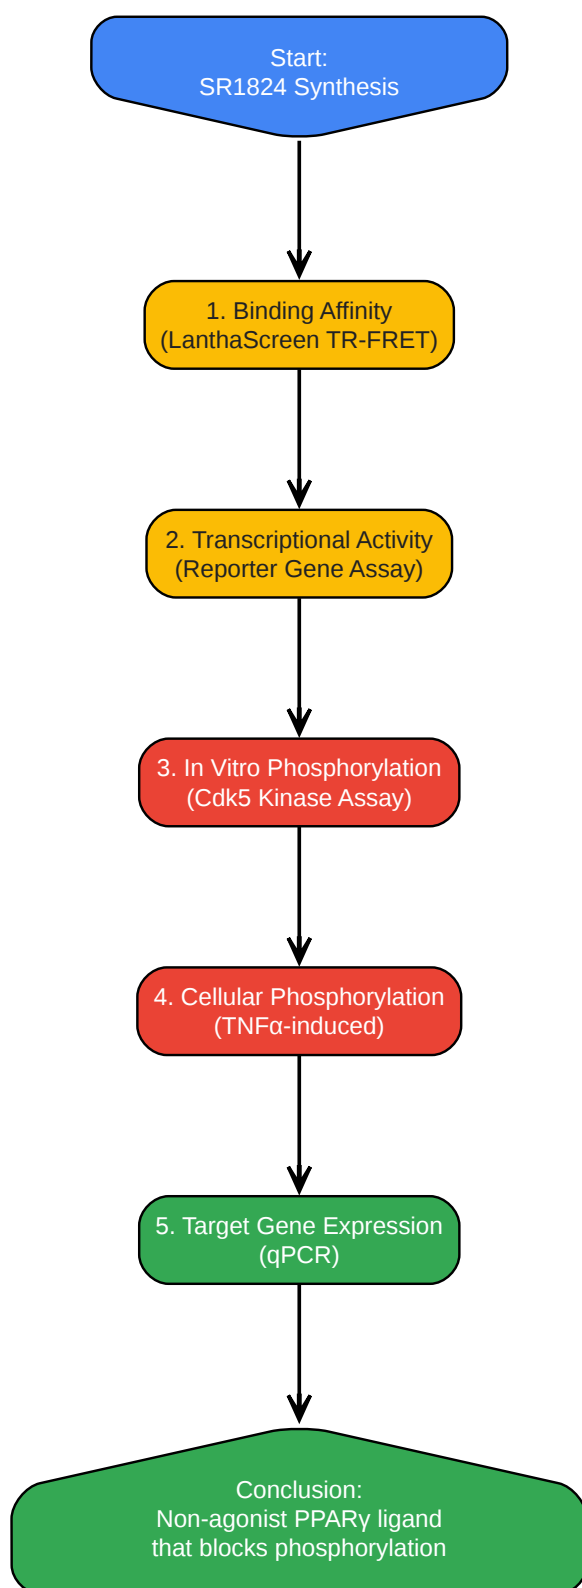 Start:
SR1824 Synthesis
1. Binding Affinity
(LanthaScreen TR-FRET)
2. Transcriptional Activity
(Reporter Gene Assay)
3. In Vitro Phosphorylation
(Cdk5 Kinase Assay)
4. Cellular Phosphorylation
(TNFα-induced)
5. Target Gene Expression
(qPCR)
Conclusion:
Non-agonist PPARγ ligand
that blocks phosphorylation